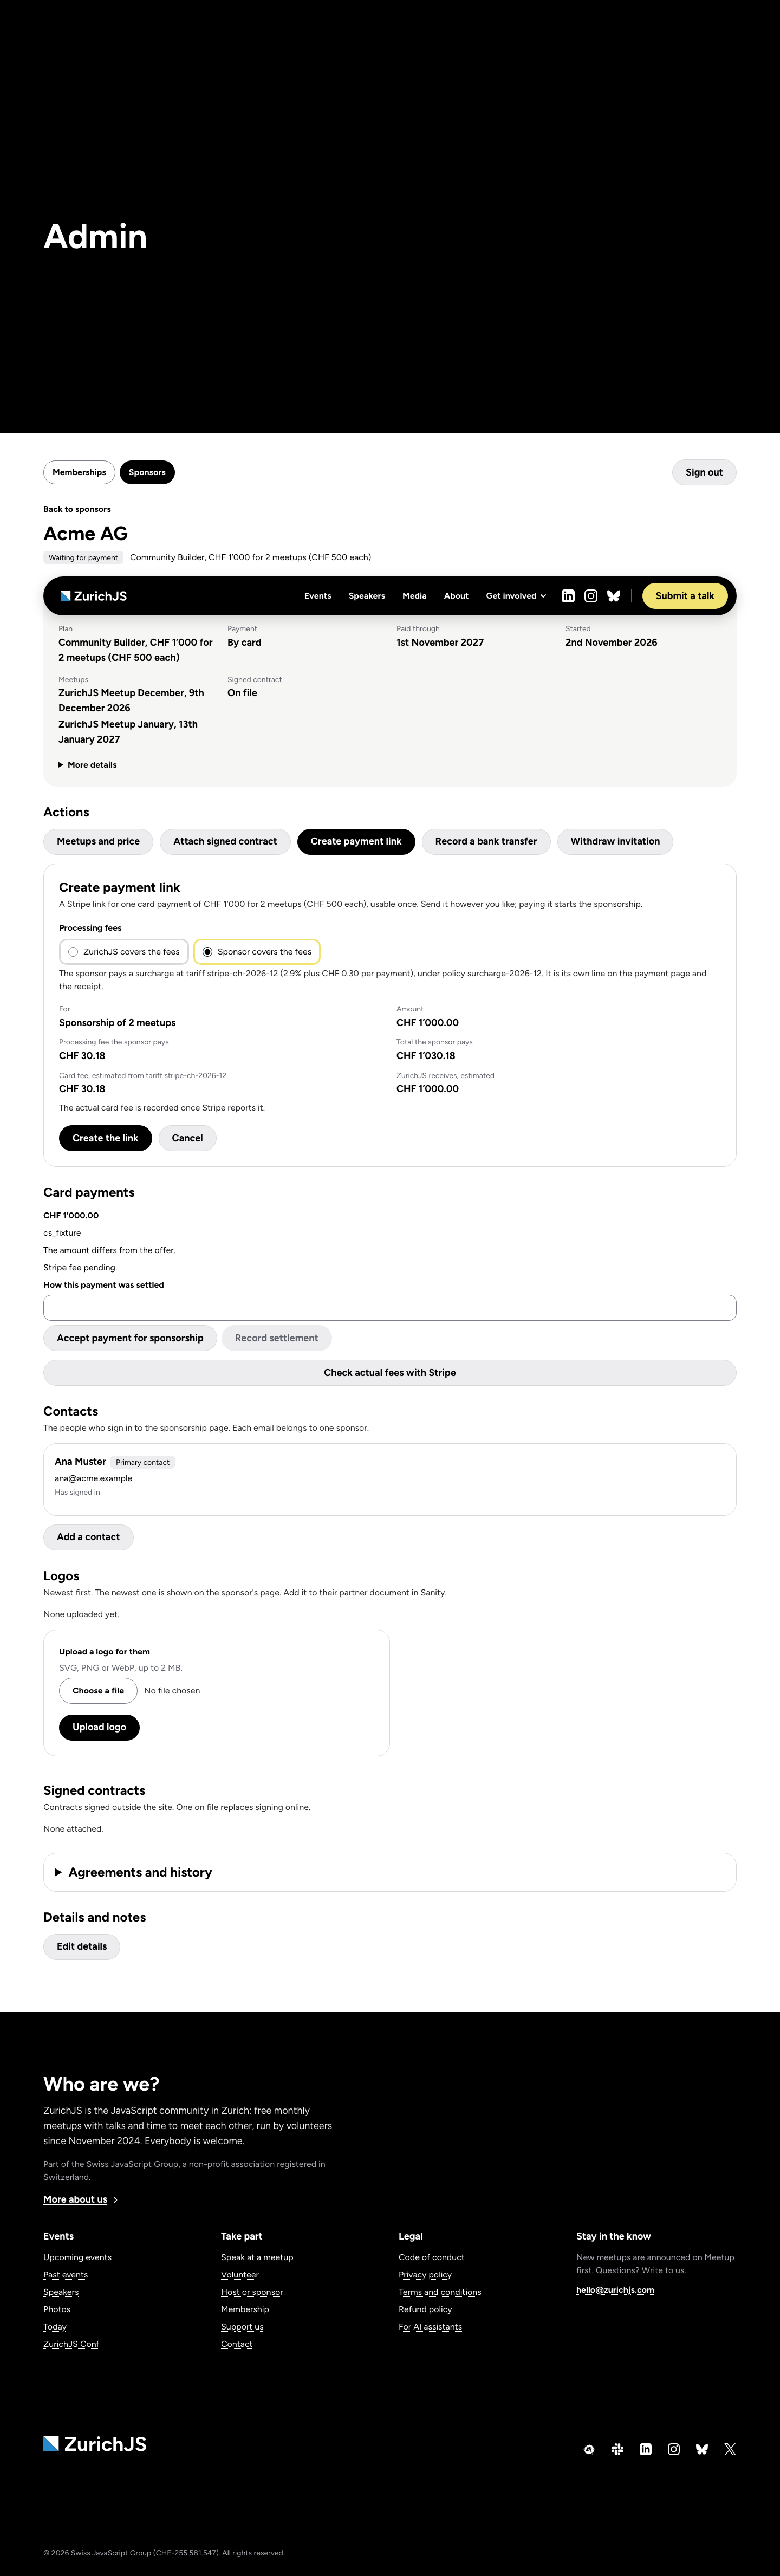 Admin
Memberships
Sponsors
Sign out
Back to sponsors
Acme AG
Waiting for payment
Community Builder, CHF 1'000 for 2 meetups (CHF 500 each)
ZurichJS
Events
Speakers
Media
About
Get involved
Submit a talk
Plan
Community Builder, CHF 1'000 for
2 meetups (CHF 500 each)
Payment
By card
Paid through
1st November 2027
Started
2nd November 2026
Meetups
ZurichJS Meetup December, 9th
December 2026
ZurichJS Meetup January, 13th
January 2027
Signed contract
On file
More details
Actions
Meetups and price
Attach signed contract
Create payment link
Record a bank transfer
Withdraw invitation
Create payment link
A Stripe link for one card payment of CHF 1'000 for 2 meetups (CHF 500 each), usable once. Send it however you like; paying it starts the sponsorship.
Processing fees
ZurichJS covers the fees
Sponsor covers the fees
The sponsor pays a surcharge at tariff stripe-ch-2026-12 (2.9% plus CHF 0.30 per payment), under policy surcharge-2026-12. It is its own line on the payment page and
the receipt.
For
Sponsorship of 2 meetups
Amount
CHF 1'000.00
Processing fee the sponsor pays
CHF 30.18
Total the sponsor pays
CHF 1'030.18
Card fee, estimated from tariff stripe-ch-2026-12
CHF 30.18
ZurichJS receives, estimated
CHF 1'000.00
The actual card fee is recorded once Stripe reports it.
Create the link
Cancel
Card payments
CHF 1'000.00
cs_fixture
The amount differs from the offer.
Stripe fee pending.
How this payment was settled
Accept payment for sponsorship
Record settlement
Check actual fees with Stripe
Contacts
The people who sign in to the sponsorship page. Each email belongs to one sponsor.
Ana Muster
Primary contact
ana@acme.example
Has signed in
Add a contact
Logos
Newest first. The newest one is shown on the sponsor's page. Add it to their partner document in Sanity.
None uploaded yet.
Upload a logo for them
SVG, PNG or WebP, up to 2 MB.
Choose a file
No file chosen
Upload logo
Signed contracts
Contracts signed outside the site. One on file replaces signing online.
None attached.
Agreements and history
Details and notes
Edit details
Who are we?
ZurichJS is the JavaScript community in Zurich: free monthly
meetups with talks and time to meet each other, run by volunteers
since November 2024. Everybody is welcome.
Part of the Swiss JavaScript Group, a non-profit association registered in
Switzerland.
More about us
Events
Upcoming events
Past events
Speakers
Photos
Today
ZurichJS Conf
Take part
Speak at a meetup
Volunteer
Host or sponsor
Membership
Support us
Contact
Legal
Code of conduct
Privacy policy
Terms and conditions
Refund policy
For AI assistants
Stay in the know
New meetups are announced on Meetup
first. Questions? Write to us.
hello@zurichjs.com
ZurichJS
© 2026 Swiss JavaScript Group (CHE-255.581.547). All rights reserved.